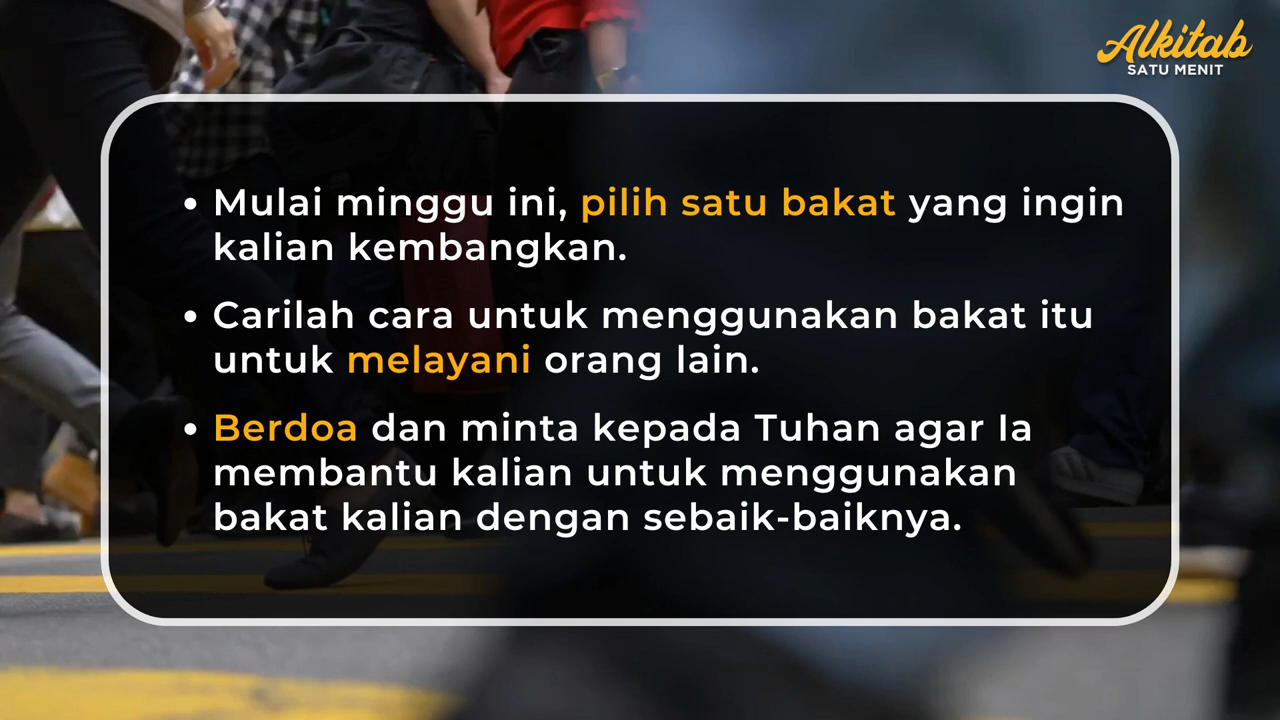 Alkitab
SATU MENIT
• Mulai minggu ini, pilih satu bakat yang ingin
kalian kembangkan.
• Carilah cara untuk menggunakan bakat itu
untuk melayani orang lain.
• Berdoa dan minta kepada Tuhan agar Ia
membantu kalian untuk menggunakan
bakat kalian dengan sebaik-baiknya.